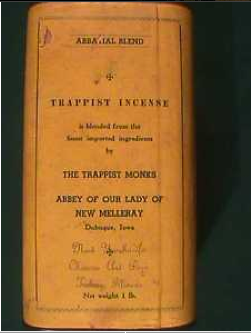 ABBATIAL BLEND
TRAPPIST INCENSE
is blended from the
finest imported ingredients
by
THE TRAPPIST MONKS
ABBEY OF OUR LADY OF
NEW MELLERAY
Dubuque, Iowa
Net weight 1 lb.